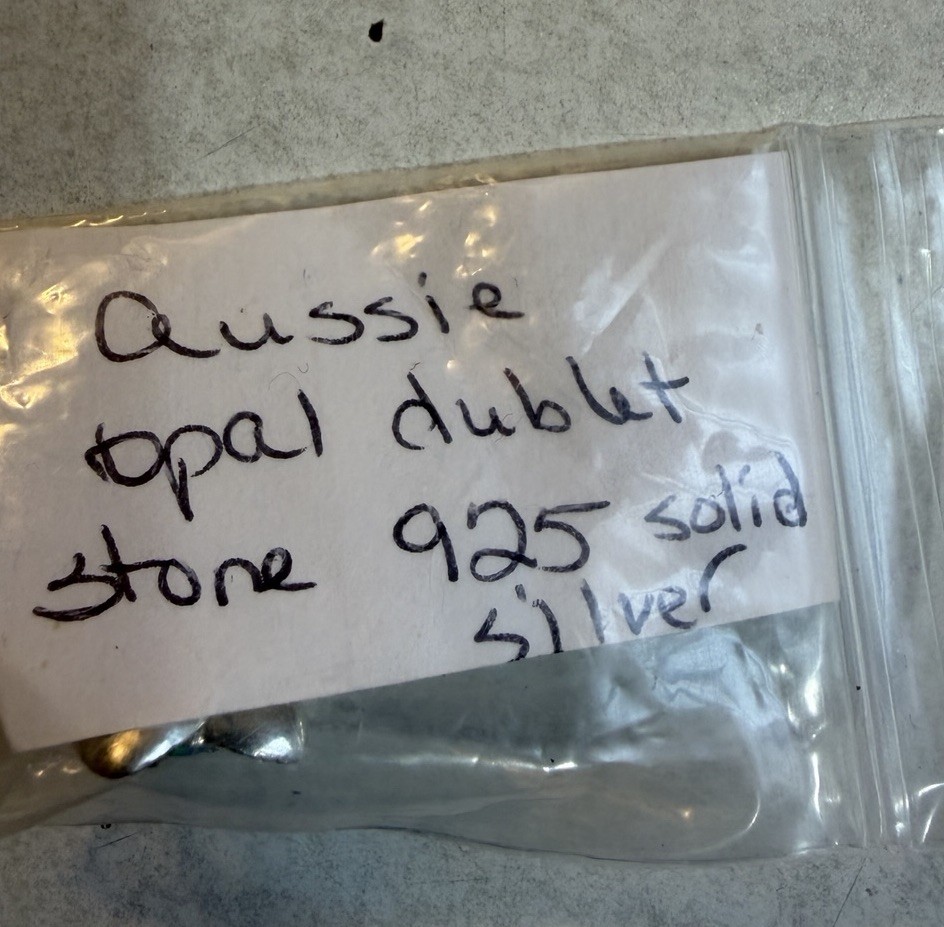 Aussie
opal dublet
stone 925 solid
silver